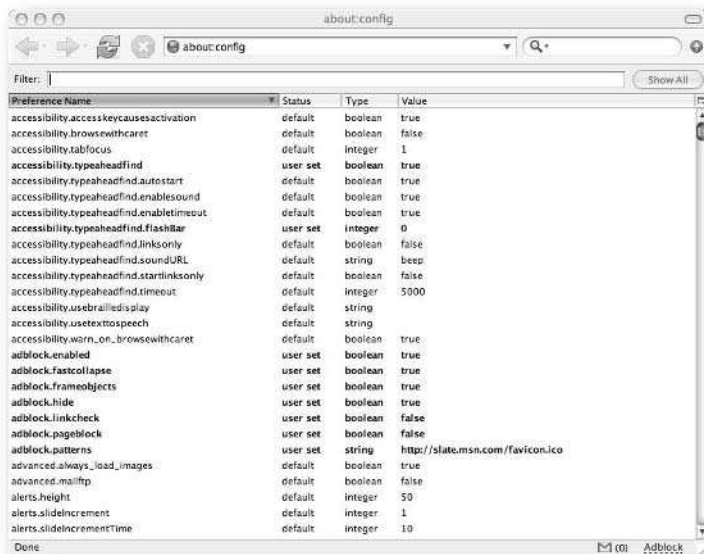 about:config
about:config
Filter: Show All
Preference Name Status Type Value
accessibility.accesskeycausesactivation default boolean true
accessibility.browsewithcaret default boolean false
accessibility.tabfocus default integer 1
accessibility.typeaheadfind user set boolean true
accessibility.typeaheadfind.autostart default boolean true
accessibility.typeaheadfind.enablesound default boolean true
accessibility.typeaheadfind.enabletimeout default boolean true
accessibility.typeaheadfind.flashBar user set integer 0
accessibility.typeaheadfind.linksonly default boolean false
accessibility.typeaheadfind.soundURL default string beep
accessibility.typeaheadfind.startlinksonly default boolean false
accessibility.typeaheadfind.timeout default integer 5000
accessibility.usebrailledisplay default string
accessibility.usetexttospeech default string
accessibility.warn_on_browsewithcaret default boolean true
adblock.enabled user set boolean true
adblock.fastcollapse user set boolean true
adblock.frameobjects user set boolean true
adblock.hide user set boolean true
adblock.linkcheck user set boolean false
adblock.pageblock user set boolean false
adblock.patterns user set string http://slate.msn.com/favicon.ico
advanced.always_load_images default boolean true
advanced.mailftp default boolean false
alerts.height default integer 50
alerts.slideIncrement default integer 1
alerts.slideIncrementTime default integer 10
Done (0) Adblock